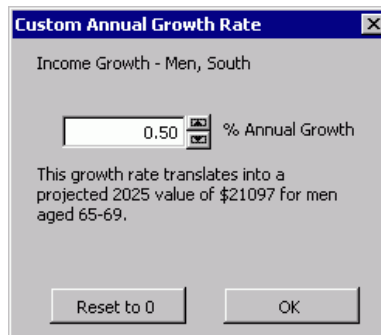 Custom Annual Growth Rate
Income Growth - Men, South
0.50 % Annual Growth
This growth rate translates into a
projected 2025 value of $21097 for men
aged 65-69.
Reset to 0 OK